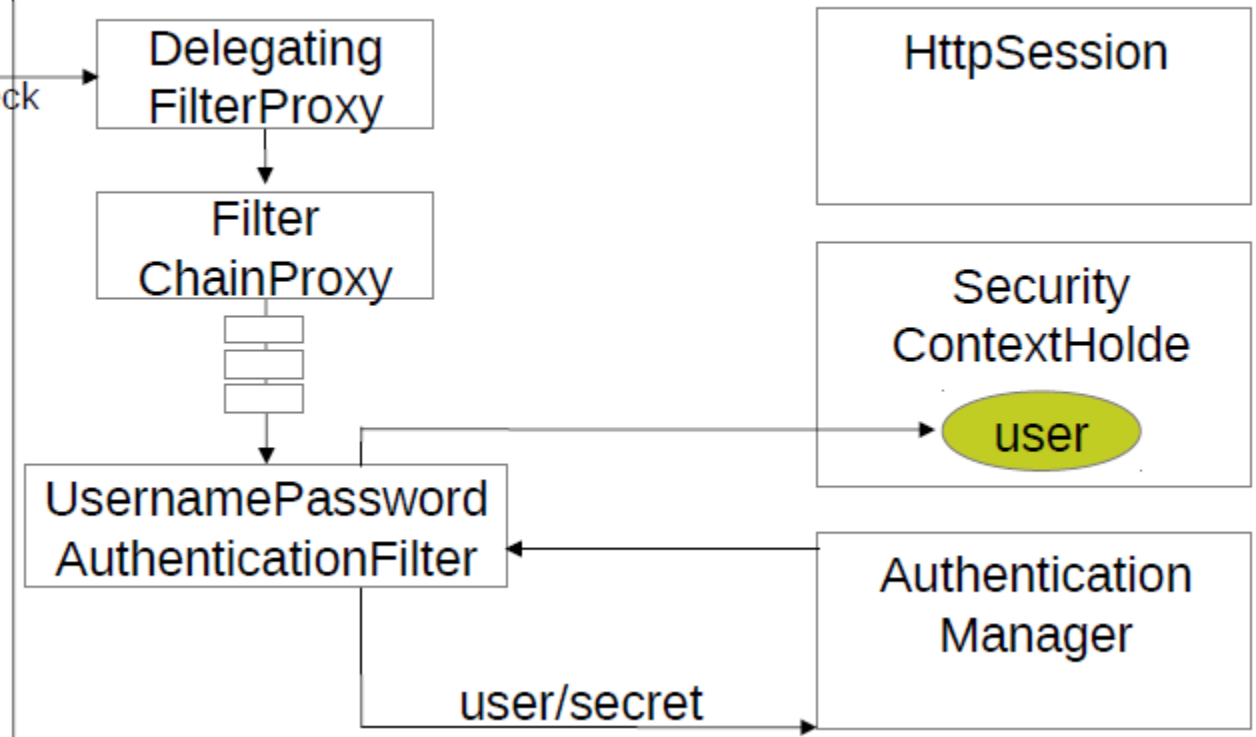 Delegating
FilterProxy
ck
Filter
ChainProxy
UsernamePassword
AuthenticationFilter
user/secret
HttpSession
Security
ContextHolde
user
Authentication
Manager